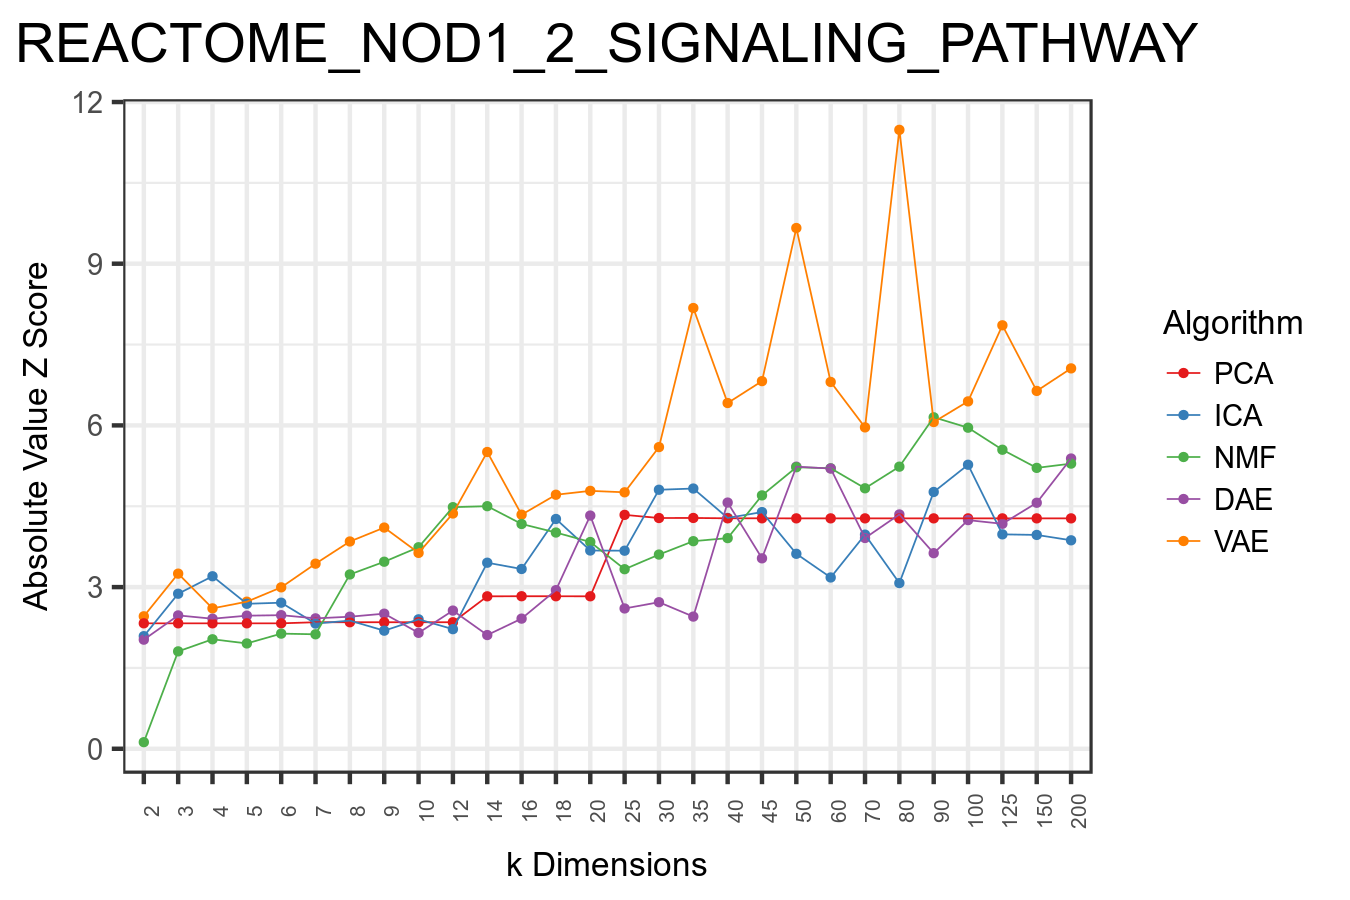 REACTOME_NOD1_2_SIGNALING_PATHWAY
12
9
6
3
0
Absolute Value Z Score
2 3 4 5 6 7 8 9 10 12 14 16 18 20 25 30 35 40 45 50 60 70 80 90 100 125 150 200
k Dimensions
Algorithm
PCA
ICA
NMF
DAE
VAE